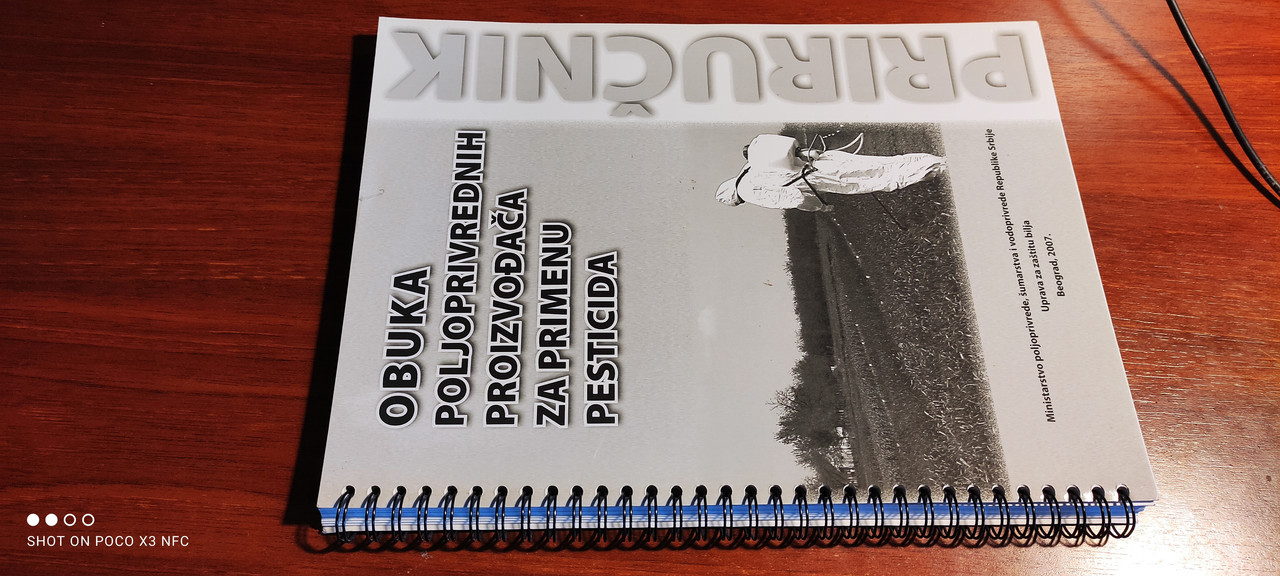 PRIRUČNIK
OBUKA
POLJOPRIVREDNIH
PROIZVOĐAČA
ZA PRIMENU
PESTICIDA
Ministarstvo poljoprivrede, šumarstva i vodoprivrede Republike Srbije
Uprava za zaštitu bilja
Beograd, 2007.
SHOT ON POCO X3 NFC